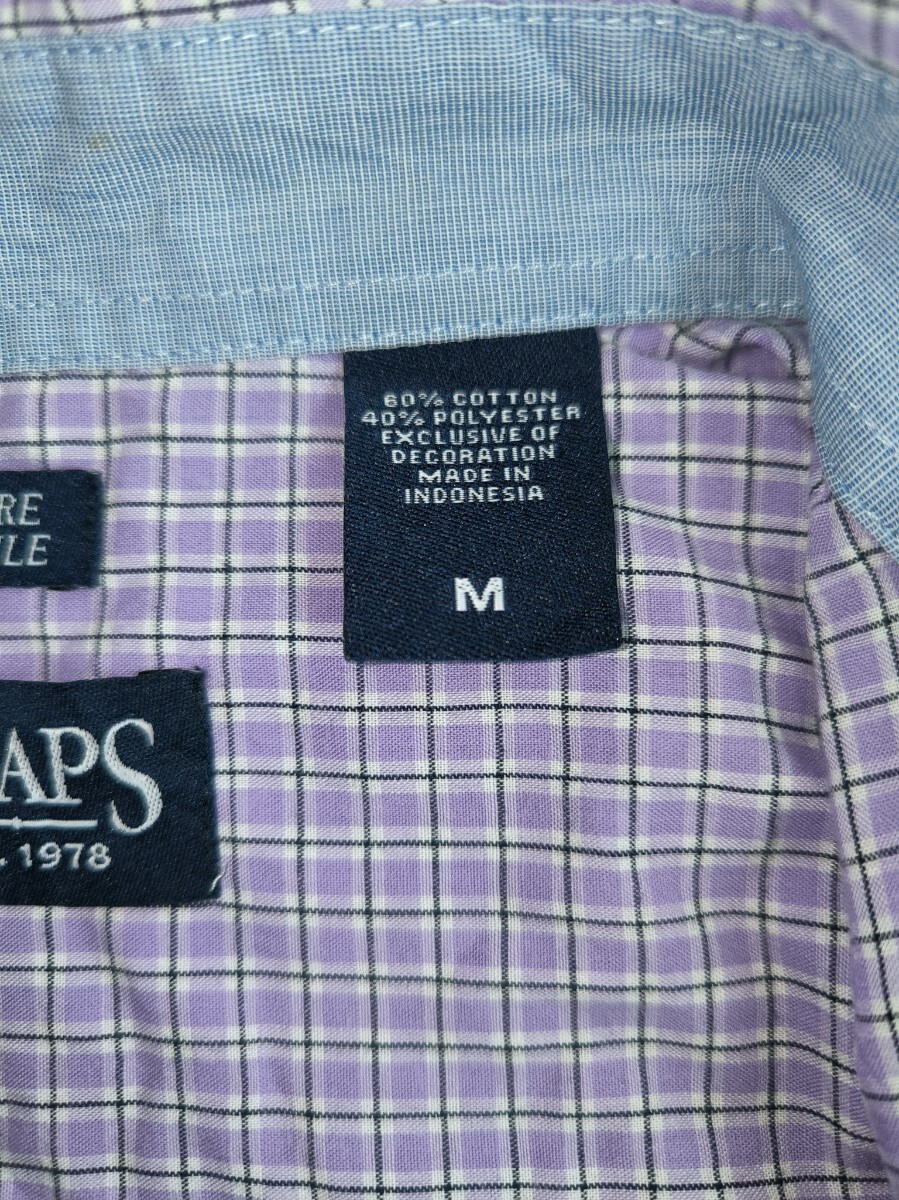 60% COTTON
40% POLYESTER
EXCLUSIVE OF
DECORATION
MADE IN
INDONESIA
M
RE
LE
APS
. 1978